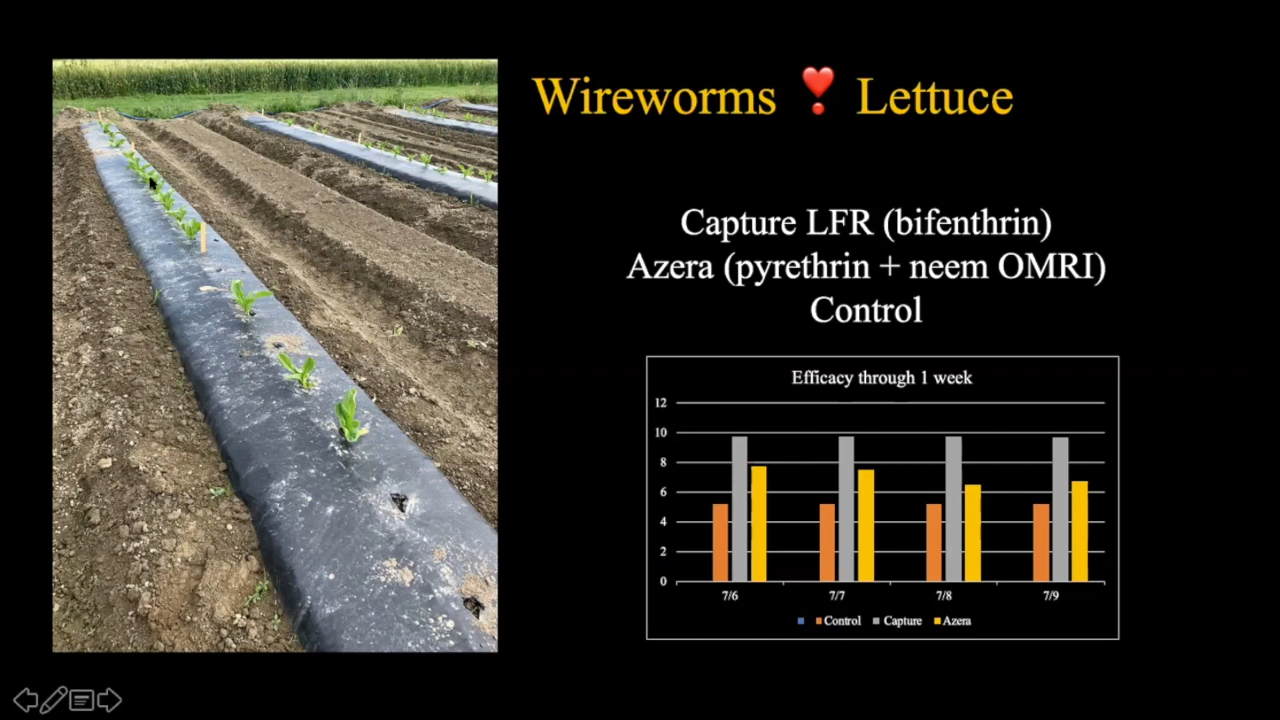 Wireworms ❣️ Lettuce
Capture LFR (bifenthrin)
Azera (pyrethrin + neem OMRI)
Control
Efficacy through 1 week
12
10
8
6
4
2
0
7/6 7/7 7/8 7/9
Control Capture Azera